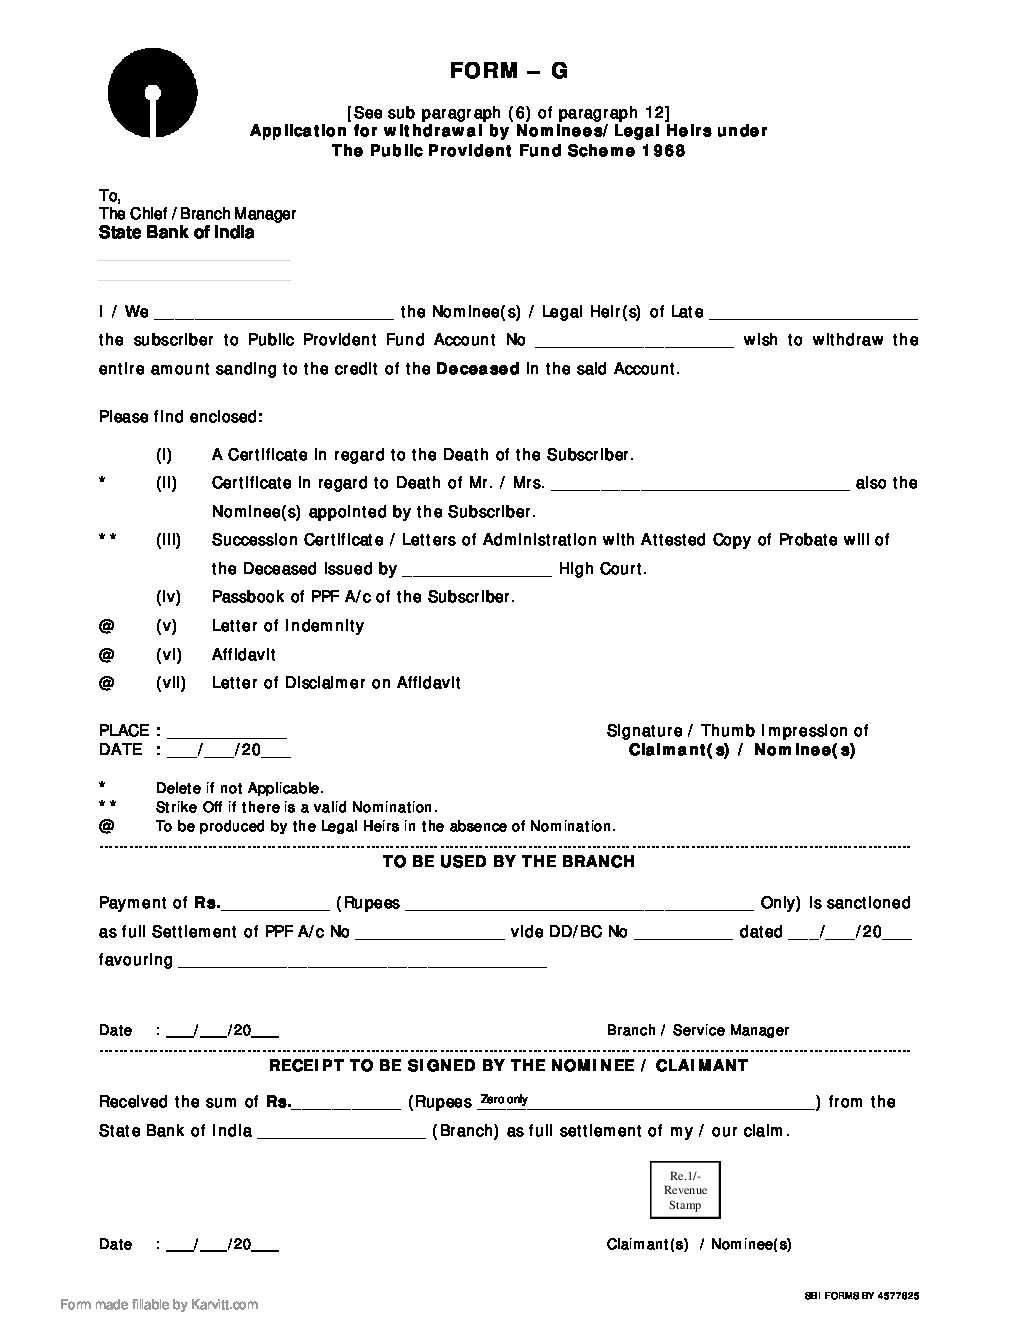 FORM – G
[See sub paragraph (6) of paragraph 12]
Application for withdrawal by Nominees/ Legal Heirs under
The Public Provident Fund Scheme 1968
To,
The Chief / Branch Manager
State Bank of India
I / We ________________________ the Nominee(s) / Legal Heir(s) of Late _____________________
the subscriber to Public Provident Fund Account No ____________________ wish to withdraw the
entire amount sanding to the credit of the Deceased in the said Account.
Please find enclosed:
(i) A Certificate in regard to the Death of the Subscriber.
* (ii) Certificate in regard to Death of Mr. / Mrs. ______________________________ also the
Nominee(s) appointed by the Subscriber.
** (iii) Succession Certificate / Letters of Administration with Attested Copy of Probate will of
the Deceased issued by _______________ High Court.
(iv) Passbook of PPF A/c of the Subscriber.
@ (v) Letter of Indemnity
@ (vi) Affidavit
@ (vii) Letter of Disclaimer on Affidavit
PLACE : ____________ Signature / Thumb Impression of
DATE : ___/___/20___ Claimant(s) / Nominee(s)
* Delete if not Applicable.
** Strike Off if there is a valid Nomination.
@ To be produced by the Legal Heirs in the absence of Nomination.
TO BE USED BY THE BRANCH
Payment of Rs.___________ (Rupees ___________________________________ Only) is sanctioned
as full Settlement of PPF A/c No _______________ vide DD/BC No __________ dated ___/___/20___
favouring _____________________________________
Date : ___/___/20___ Branch / Service Manager
RECEIPT TO BE SIGNED BY THE NOMINEE / CLAIMANT
Received the sum of Rs.___________ (Rupees Zero only_____________________________) from the
State Bank of India _________________ (Branch) as full settlement of my / our claim.
Re.1/-
Revenue
Stamp
Date : ___/___/20___ Claimant(s) / Nominee(s)
SBI FORMS BY 4577825
Form made fillable by Karvitt.com